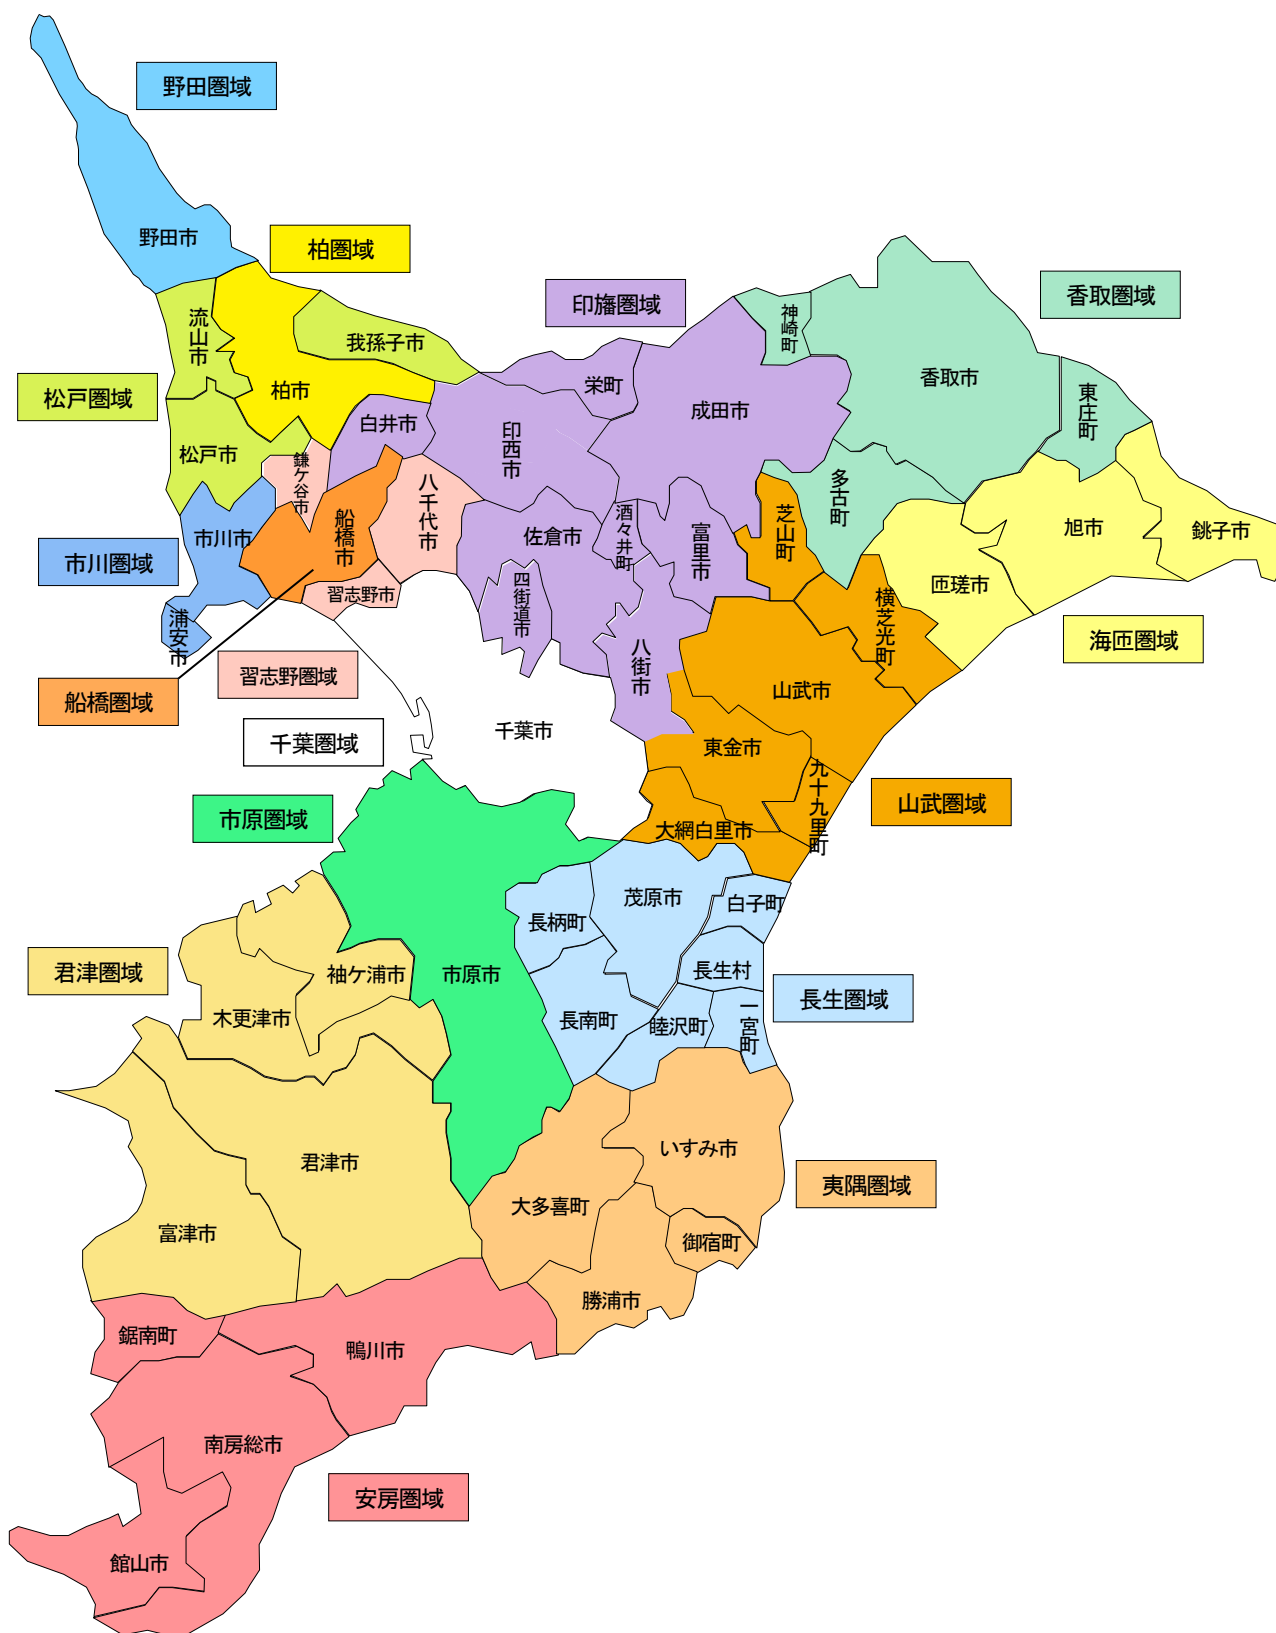 野田圏域
野田市
柏圏域
印旛圏域
香取圏域
流山市
我孫子市
神崎町
松戸圏域
柏市
栄町
成田市
香取市
東庄町
白井市
印西市
松戸市
鎌ケ谷市
八千代市
多古町
市川圏域
市川市
船橋市
佐倉市
酒々井町
富里市
芝山町
旭市
銚子市
四街道市
習志野市
匝瑳市
横芝光町
浦安市
八街市
海匝圏域
船橋圏域
習志野圏域
山武市
千葉圏域
千葉市
東金市
九十九里町
市原圏域
大網白里市
山武圏域
茂原市
白子町
長柄町
君津圏域
袖ケ浦市
市原市
長生村
長生圏域
木更津市
長南町
睦沢町
一宮町
君津市
いすみ市
夷隅圏域
大多喜町
富津市
御宿町
勝浦市
鋸南町
鴨川市
南房総市
安房圏域
館山市